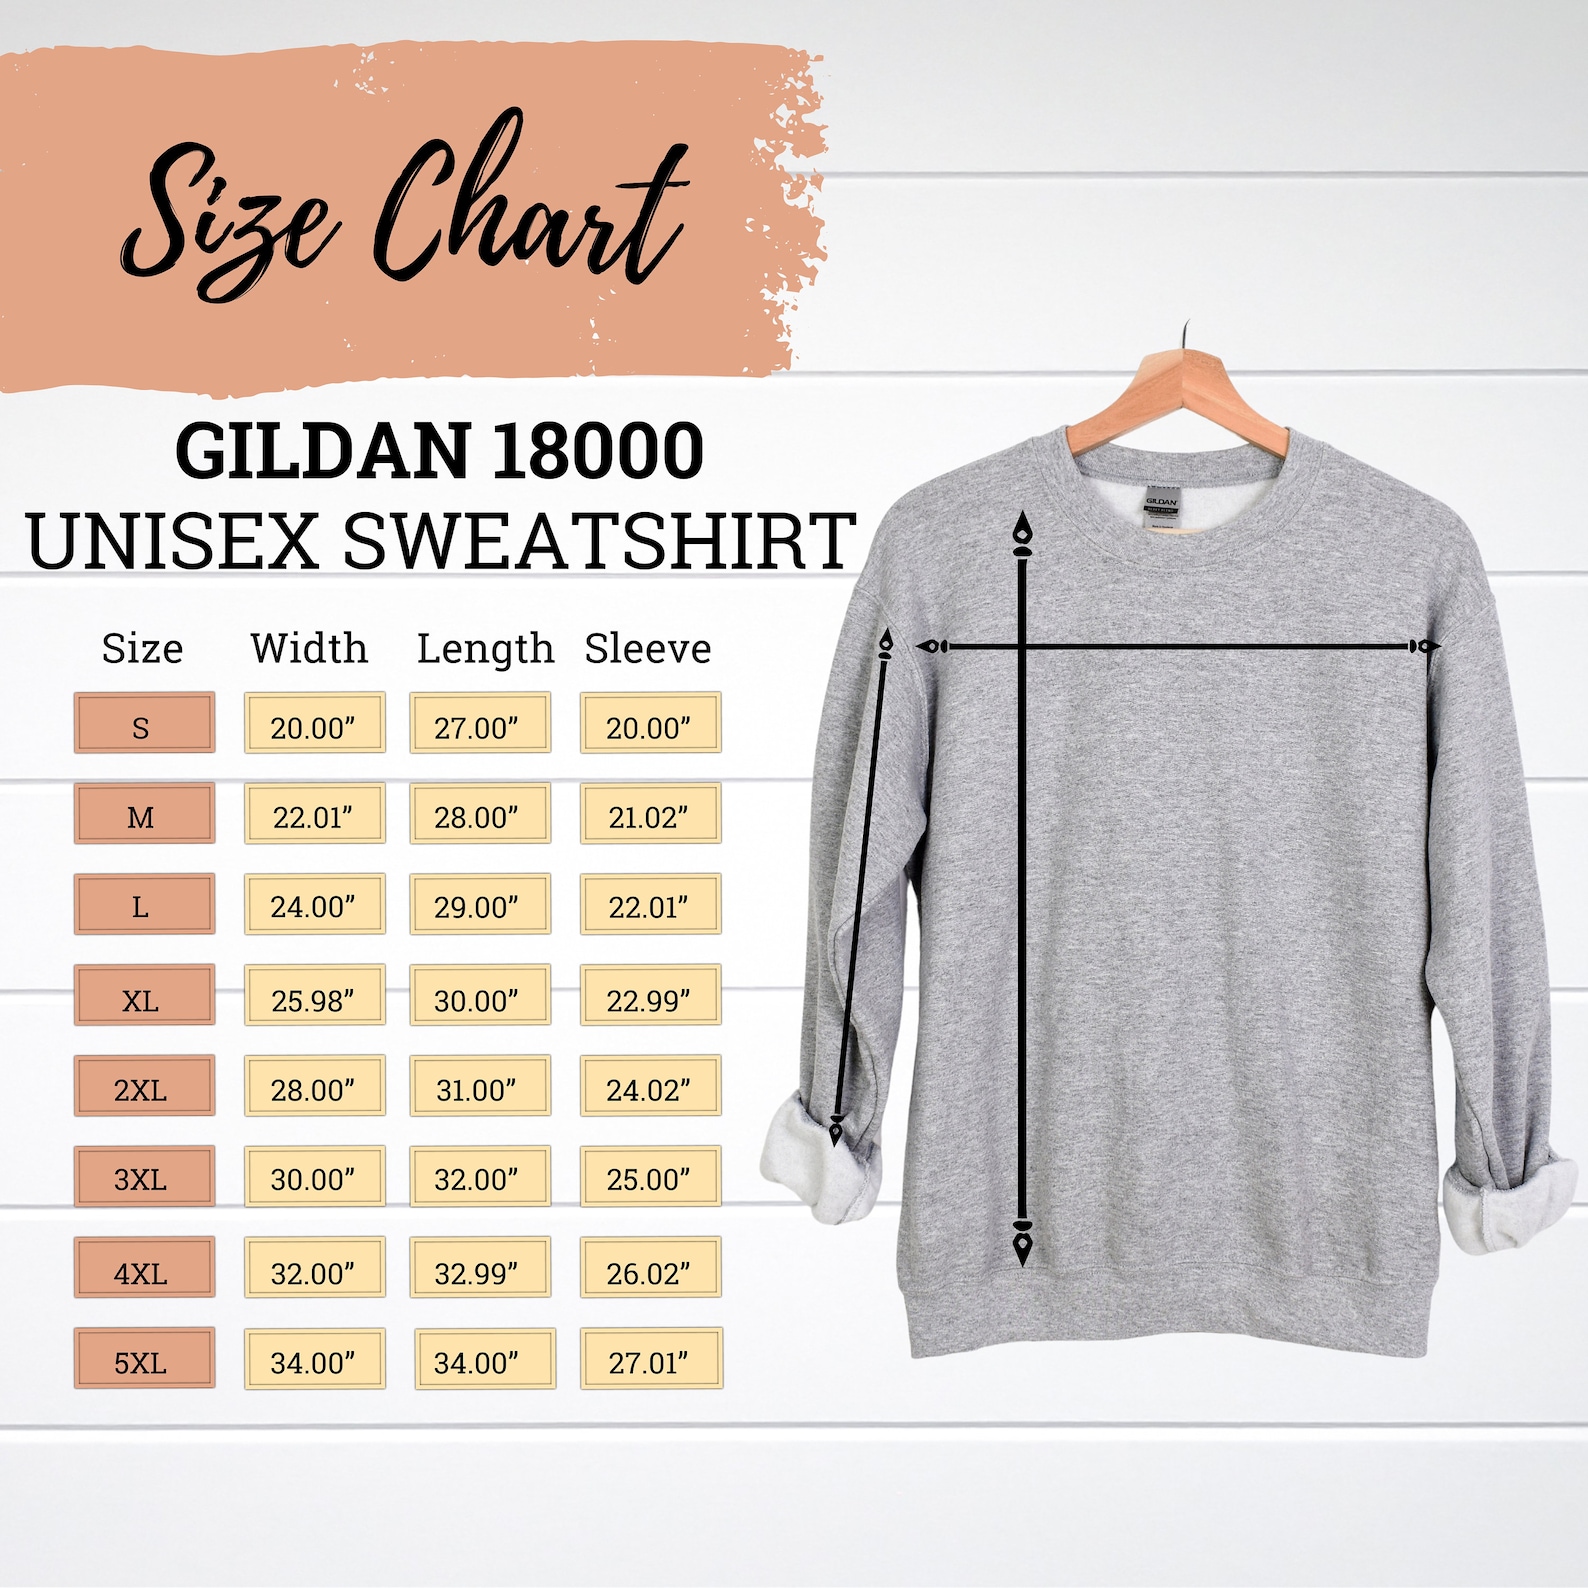 Size Chart
GILDAN 18000
UNISEX SWEATSHIRT
Size Width Length Sleeve
S 20.00” 27.00” 20.00”
M 22.01” 28.00” 21.02”
L 24.00” 29.00” 22.01”
XL 25.98” 30.00” 22.99”
2XL 28.00” 31.00” 24.02”
3XL 30.00” 32.00” 25.00”
4XL 32.00” 32.99” 26.02”
5XL 34.00” 34.00” 27.01”
GILDAN